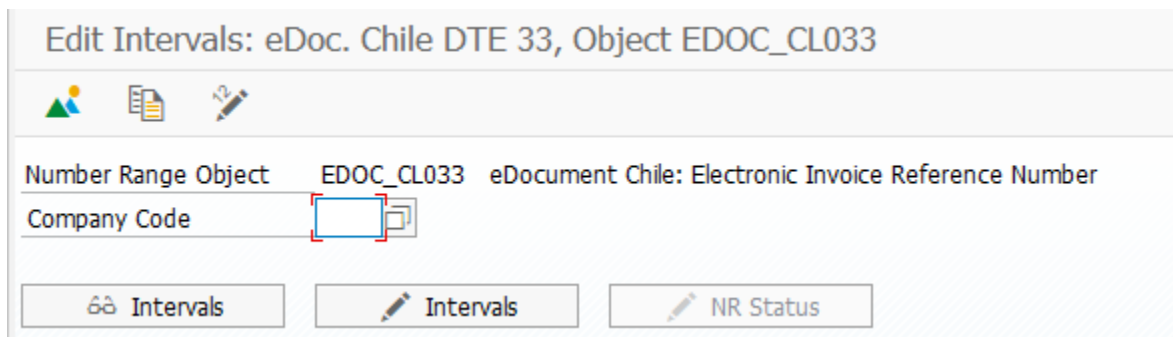 Edit Intervals: eDoc. Chile DTE 33, Object EDOC_CL033
Number Range Object EDOC_CL033 eDocument Chile: Electronic Invoice Reference Number
Company Code
Intervals Intervals NR Status